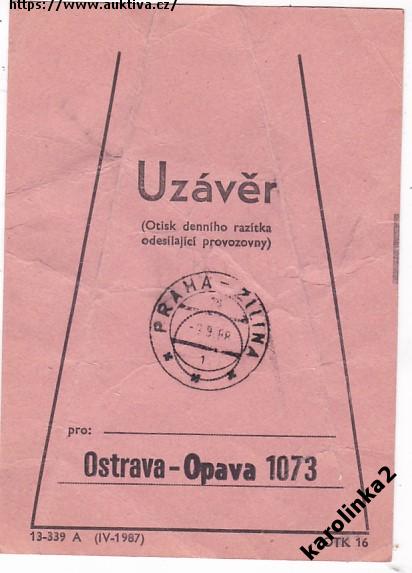 https://www.auktiva.cz/
Uzávěr
(Otisk denního razítka
odesílající provozovny)
PRAHA - ŽILINA
1
pro:
Ostrava-Opava 1073
13-339 A (IV-1987)
OTK 16
karolinka2